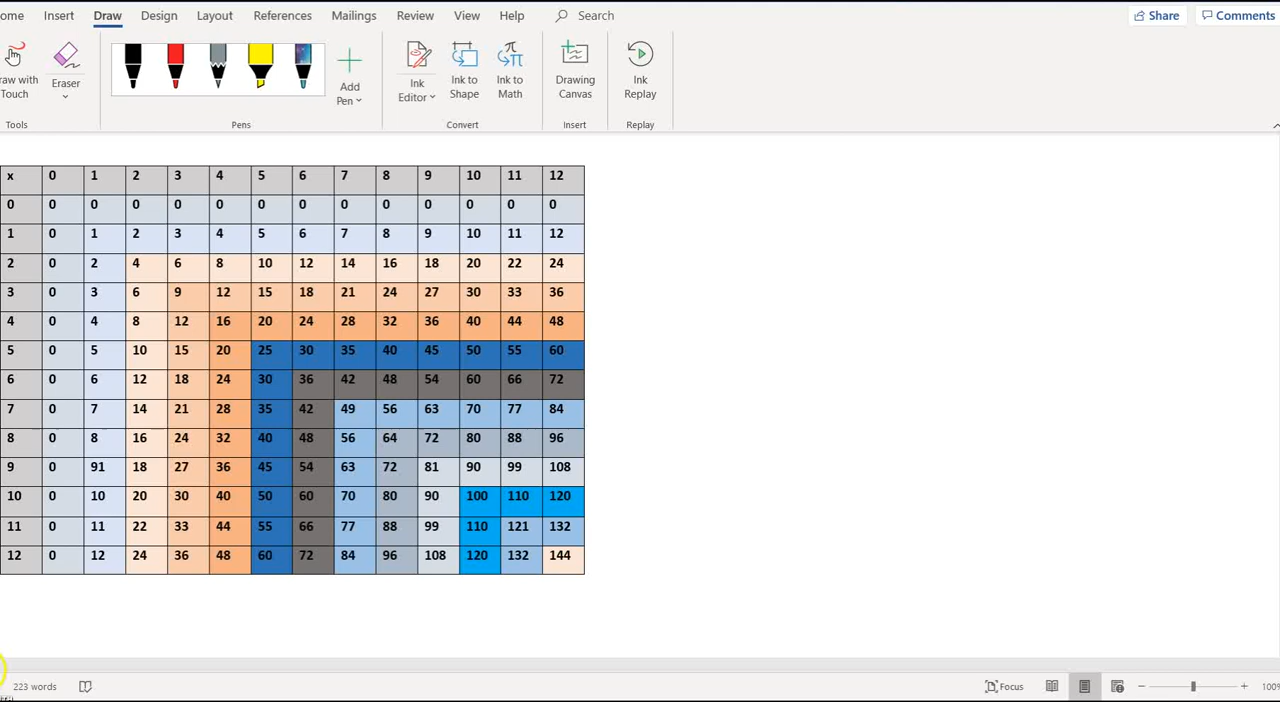 ome Insert Draw Design Layout References Mailings Review View Help Search Share Comments
raw with Touch Eraser Add Pen Ink Editor Ink to Shape Ink to Math Drawing Canvas Ink Replay
Tools Pens Convert Insert Replay
x 0 1 2 3 4 5 6 7 8 9 10 11 12
0 0 0 0 0 0 0 0 0 0 0 0 0 0
1 0 1 2 3 4 5 6 7 8 9 10 11 12
2 0 2 4 6 8 10 12 14 16 18 20 22 24
3 0 3 6 9 12 15 18 21 24 27 30 33 36
4 0 4 8 12 16 20 24 28 32 36 40 44 48
5 0 5 10 15 20 25 30 35 40 45 50 55 60
6 0 6 12 18 24 30 36 42 48 54 60 66 72
7 0 7 14 21 28 35 42 49 56 63 70 77 84
8 0 8 16 24 32 40 48 56 64 72 80 88 96
9 0 91 18 27 36 45 54 63 72 81 90 99 108
10 0 10 20 30 40 50 60 70 80 90 100 110 120
11 0 11 22 33 44 55 66 77 88 99 110 121 132
12 0 12 24 36 48 60 72 84 96 108 120 132 144
223 words Focus 100%